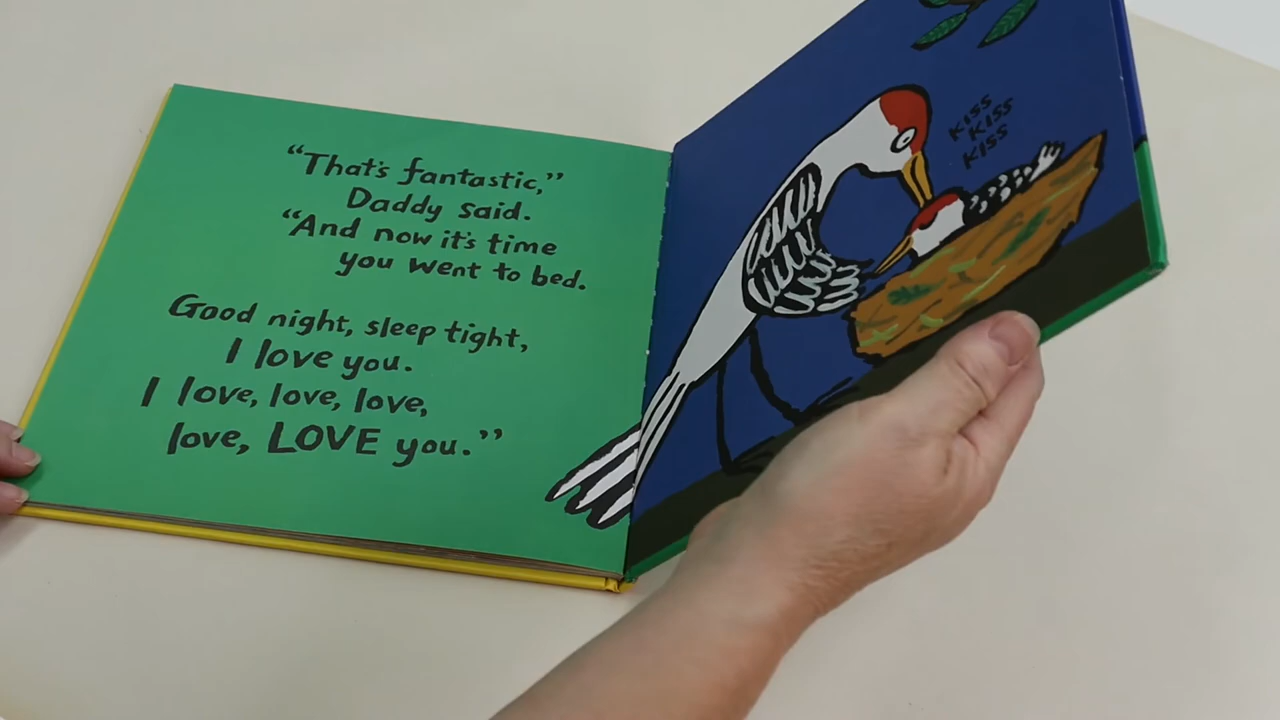 “That's fantastic,”
Daddy said.
“And now it's time
you went to bed.
Good night, sleep tight,
I love you.
I love, love, love,
love, LOVE you.”
KISS
KISS
KISS